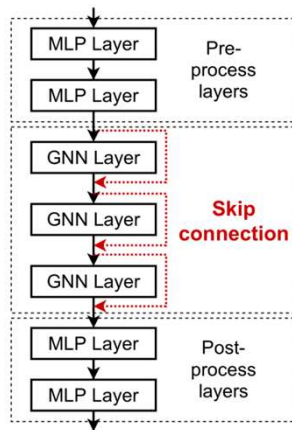 MLP Layer
MLP Layer
Pre-
process
layers
GNN Layer
GNN Layer
GNN Layer
Skip
connection
MLP Layer
MLP Layer
Post-
process
layers